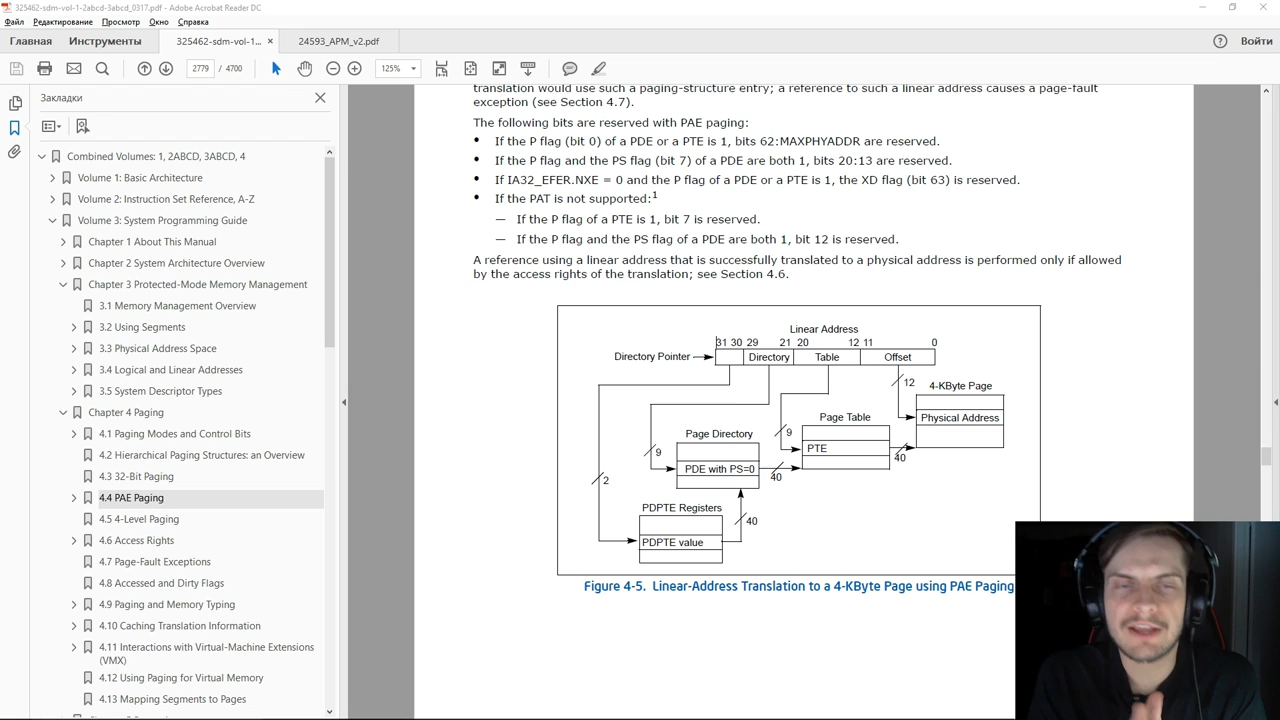 325462-sdm-vol-1-2abcd-3abcd_0317.pdf - Adobe Acrobat Reader DC
Файл Редактирование Просмотр Окно Справка
Главная Инструменты 325462-sdm-vol-1... × 24593_APM_v2.pdf Войти
2779 / 4700 125%
Закладки
Combined Volumes: 1, 2ABCD, 3ABCD, 4
Volume 1: Basic Architecture
Volume 2: Instruction Set Reference, A-Z
Volume 3: System Programming Guide
Chapter 1 About This Manual
Chapter 2 System Architecture Overview
Chapter 3 Protected-Mode Memory Management
3.1 Memory Management Overview
3.2 Using Segments
3.3 Physical Address Space
3.4 Logical and Linear Addresses
3.5 System Descriptor Types
Chapter 4 Paging
4.1 Paging Modes and Control Bits
4.2 Hierarchical Paging Structures: an Overview
4.3 32-Bit Paging
4.4 PAE Paging
4.5 4-Level Paging
4.6 Access Rights
4.7 Page-Fault Exceptions
4.8 Accessed and Dirty Flags
4.9 Paging and Memory Typing
4.10 Caching Translation Information
4.11 Interactions with Virtual-Machine Extensions
(VMX)
4.12 Using Paging for Virtual Memory
4.13 Mapping Segments to Pages
translation would use such a paging-structure entry; a reference to such a linear address causes a page-fault
exception (see Section 4.7).
The following bits are reserved with PAE paging:
• If the P flag (bit 0) of a PDE or a PTE is 1, bits 62:MAXPHYADDR are reserved.
• If the P flag and the PS flag (bit 7) of a PDE are both 1, bits 20:13 are reserved.
• If IA32_EFER.NXE = 0 and the P flag of a PDE or a PTE is 1, the XD flag (bit 63) is reserved.
• If the PAT is not supported:1
— If the P flag of a PTE is 1, bit 7 is reserved.
— If the P flag and the PS flag of a PDE are both 1, bit 12 is reserved.
A reference using a linear address that is successfully translated to a physical address is performed only if allowed
by the access rights of the translation; see Section 4.6.
Linear Address
31 30 29 21 20 12 11 0
Directory Pointer Directory Table Offset
12
4-KByte Page
Physical Address
Page Table
9
PTE
40
Page Directory
9
PDE with PS=0
40
2
PDPTE Registers
40
PDPTE value
Figure 4-5. Linear-Address Translation to a 4-KByte Page using PAE Paging